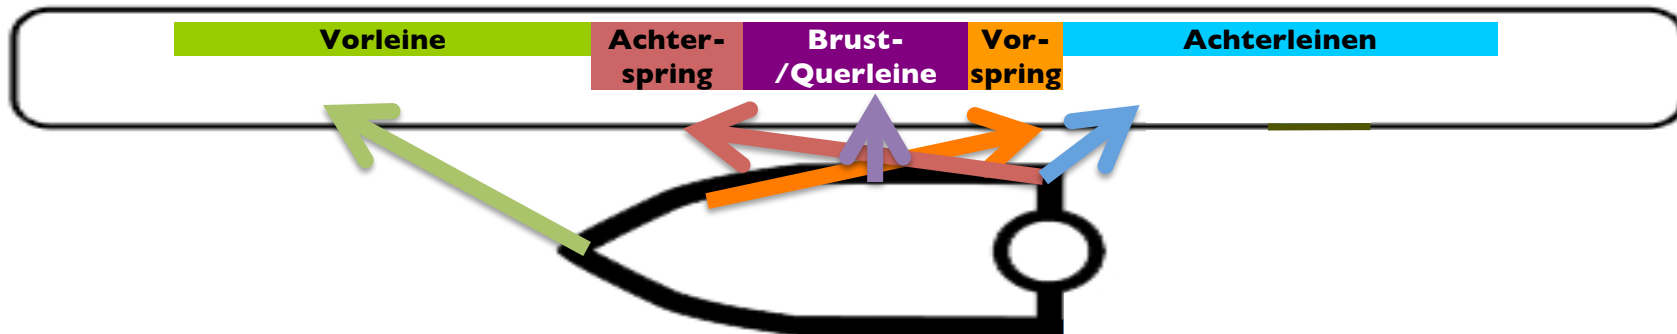 Vorleine
Achter-
spring
Brust-
/Querleine
Vor-
spring
Achterleinen